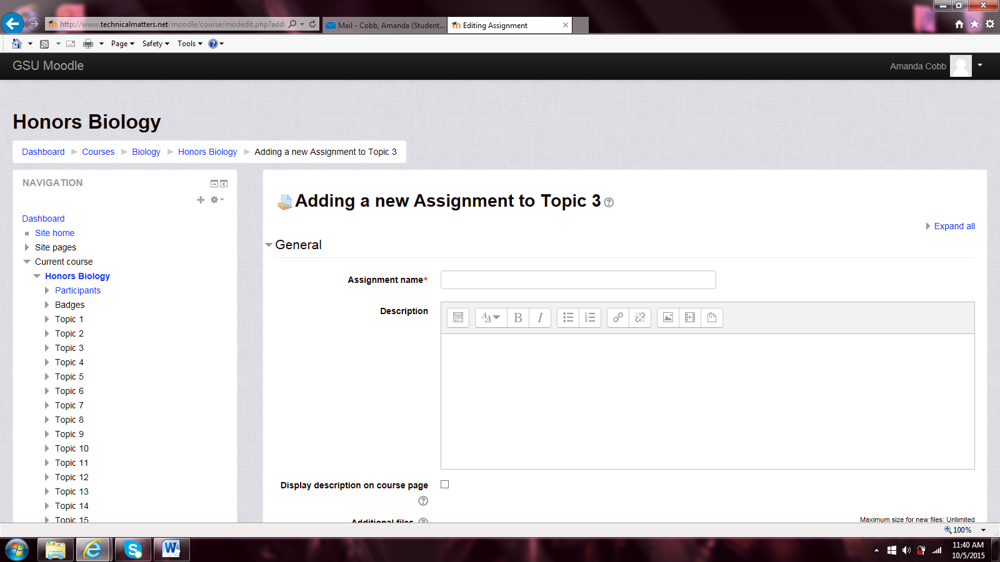 http://www.technicalmatters.net/moodle/course/modedit.php?add:
Mail - Cobb, Amanda (Student...
Editing Assignment
Page
Safety
Tools
GSU Moodle
Amanda Cobb
Honors Biology
Dashboard Courses Biology Honors Biology Adding a new Assignment to Topic 3
NAVIGATION
Dashboard
Site home
Site pages
Current course
Honors Biology
Participants
Badges
Topic 1
Topic 2
Topic 3
Topic 4
Topic 5
Topic 6
Topic 7
Topic 8
Topic 9
Topic 10
Topic 11
Topic 12
Topic 13
Topic 14
Topic 15
Adding a new Assignment to Topic 3
Expand all
General
Assignment name*
Description
Display description on course page
Additional files
Maximum size for new files: Unlimited
100%
11:40 AM
10/5/2015